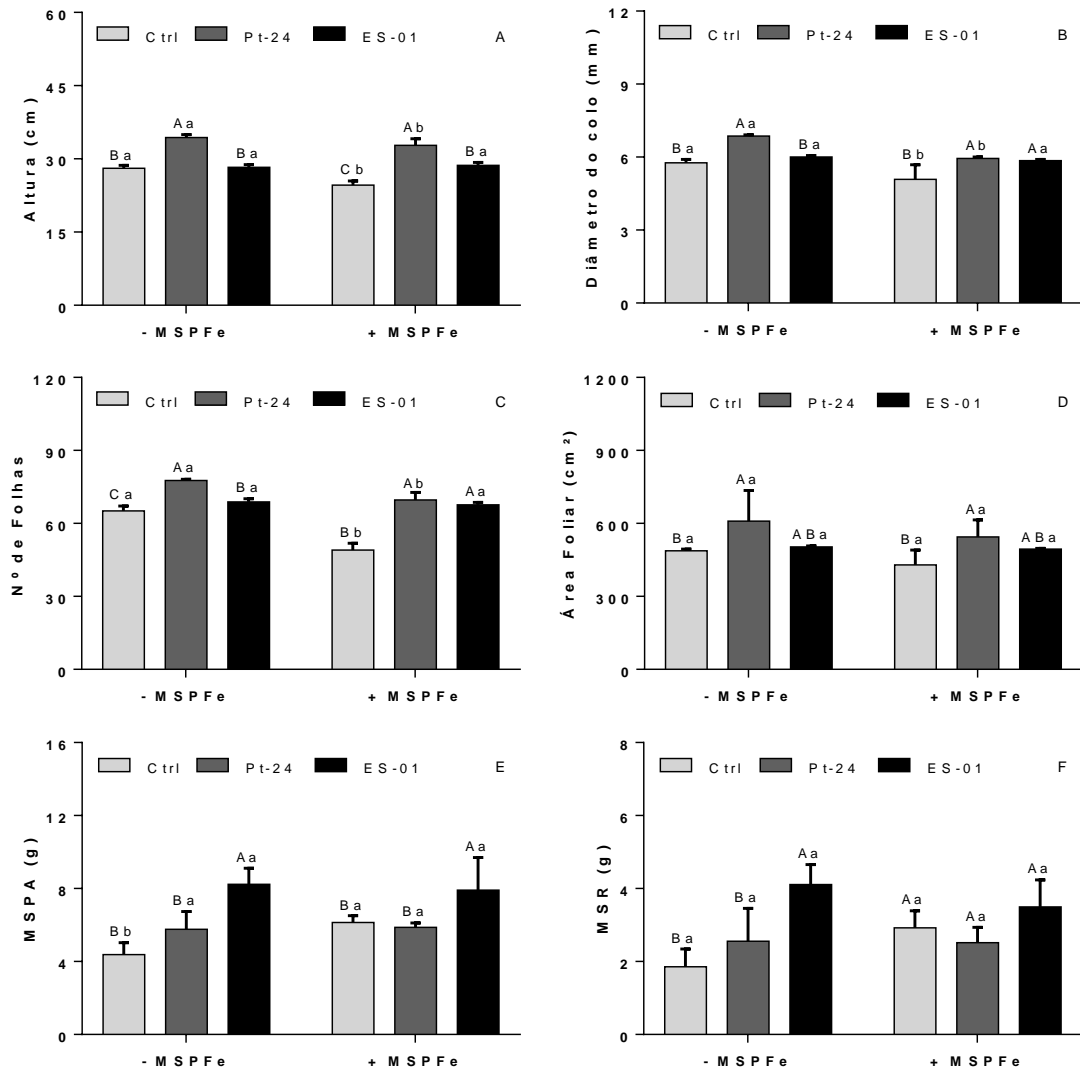 Ctrl Pt-24 ES-01 A
Altura (cm)
60
45
30
15
0
Ba Aa Ba Cb Ab Ba
- MSPFe + MSPFe
Ctrl Pt-24 ES-01 B
Diâmetro do colo (mm)
12
9
6
3
0
Ba Aa Ba Bb Ab Aa
- MSPFe + MSPFe
Ctrl Pt-24 ES-01 C
Nº de Folhas
120
90
60
30
0
Ca Aa Ba Bb Ab Aa
- MSPFe + MSPFe
Ctrl Pt-24 ES-01 D
Área Foliar (cm²)
1200
900
600
300
0
Ba Aa ABa Ba Aa ABa
- MSPFe + MSPFe
Ctrl Pt-24 ES-01 E
MSPA (g)
16
12
8
4
0
Bb Ba Aa Ba Ba Aa
- MSPFe + MSPFe
Ctrl Pt-24 ES-01 F
MSR (g)
8
6
4
2
0
Ba Ba Aa Aa Aa Aa
- MSPFe + MSPFe